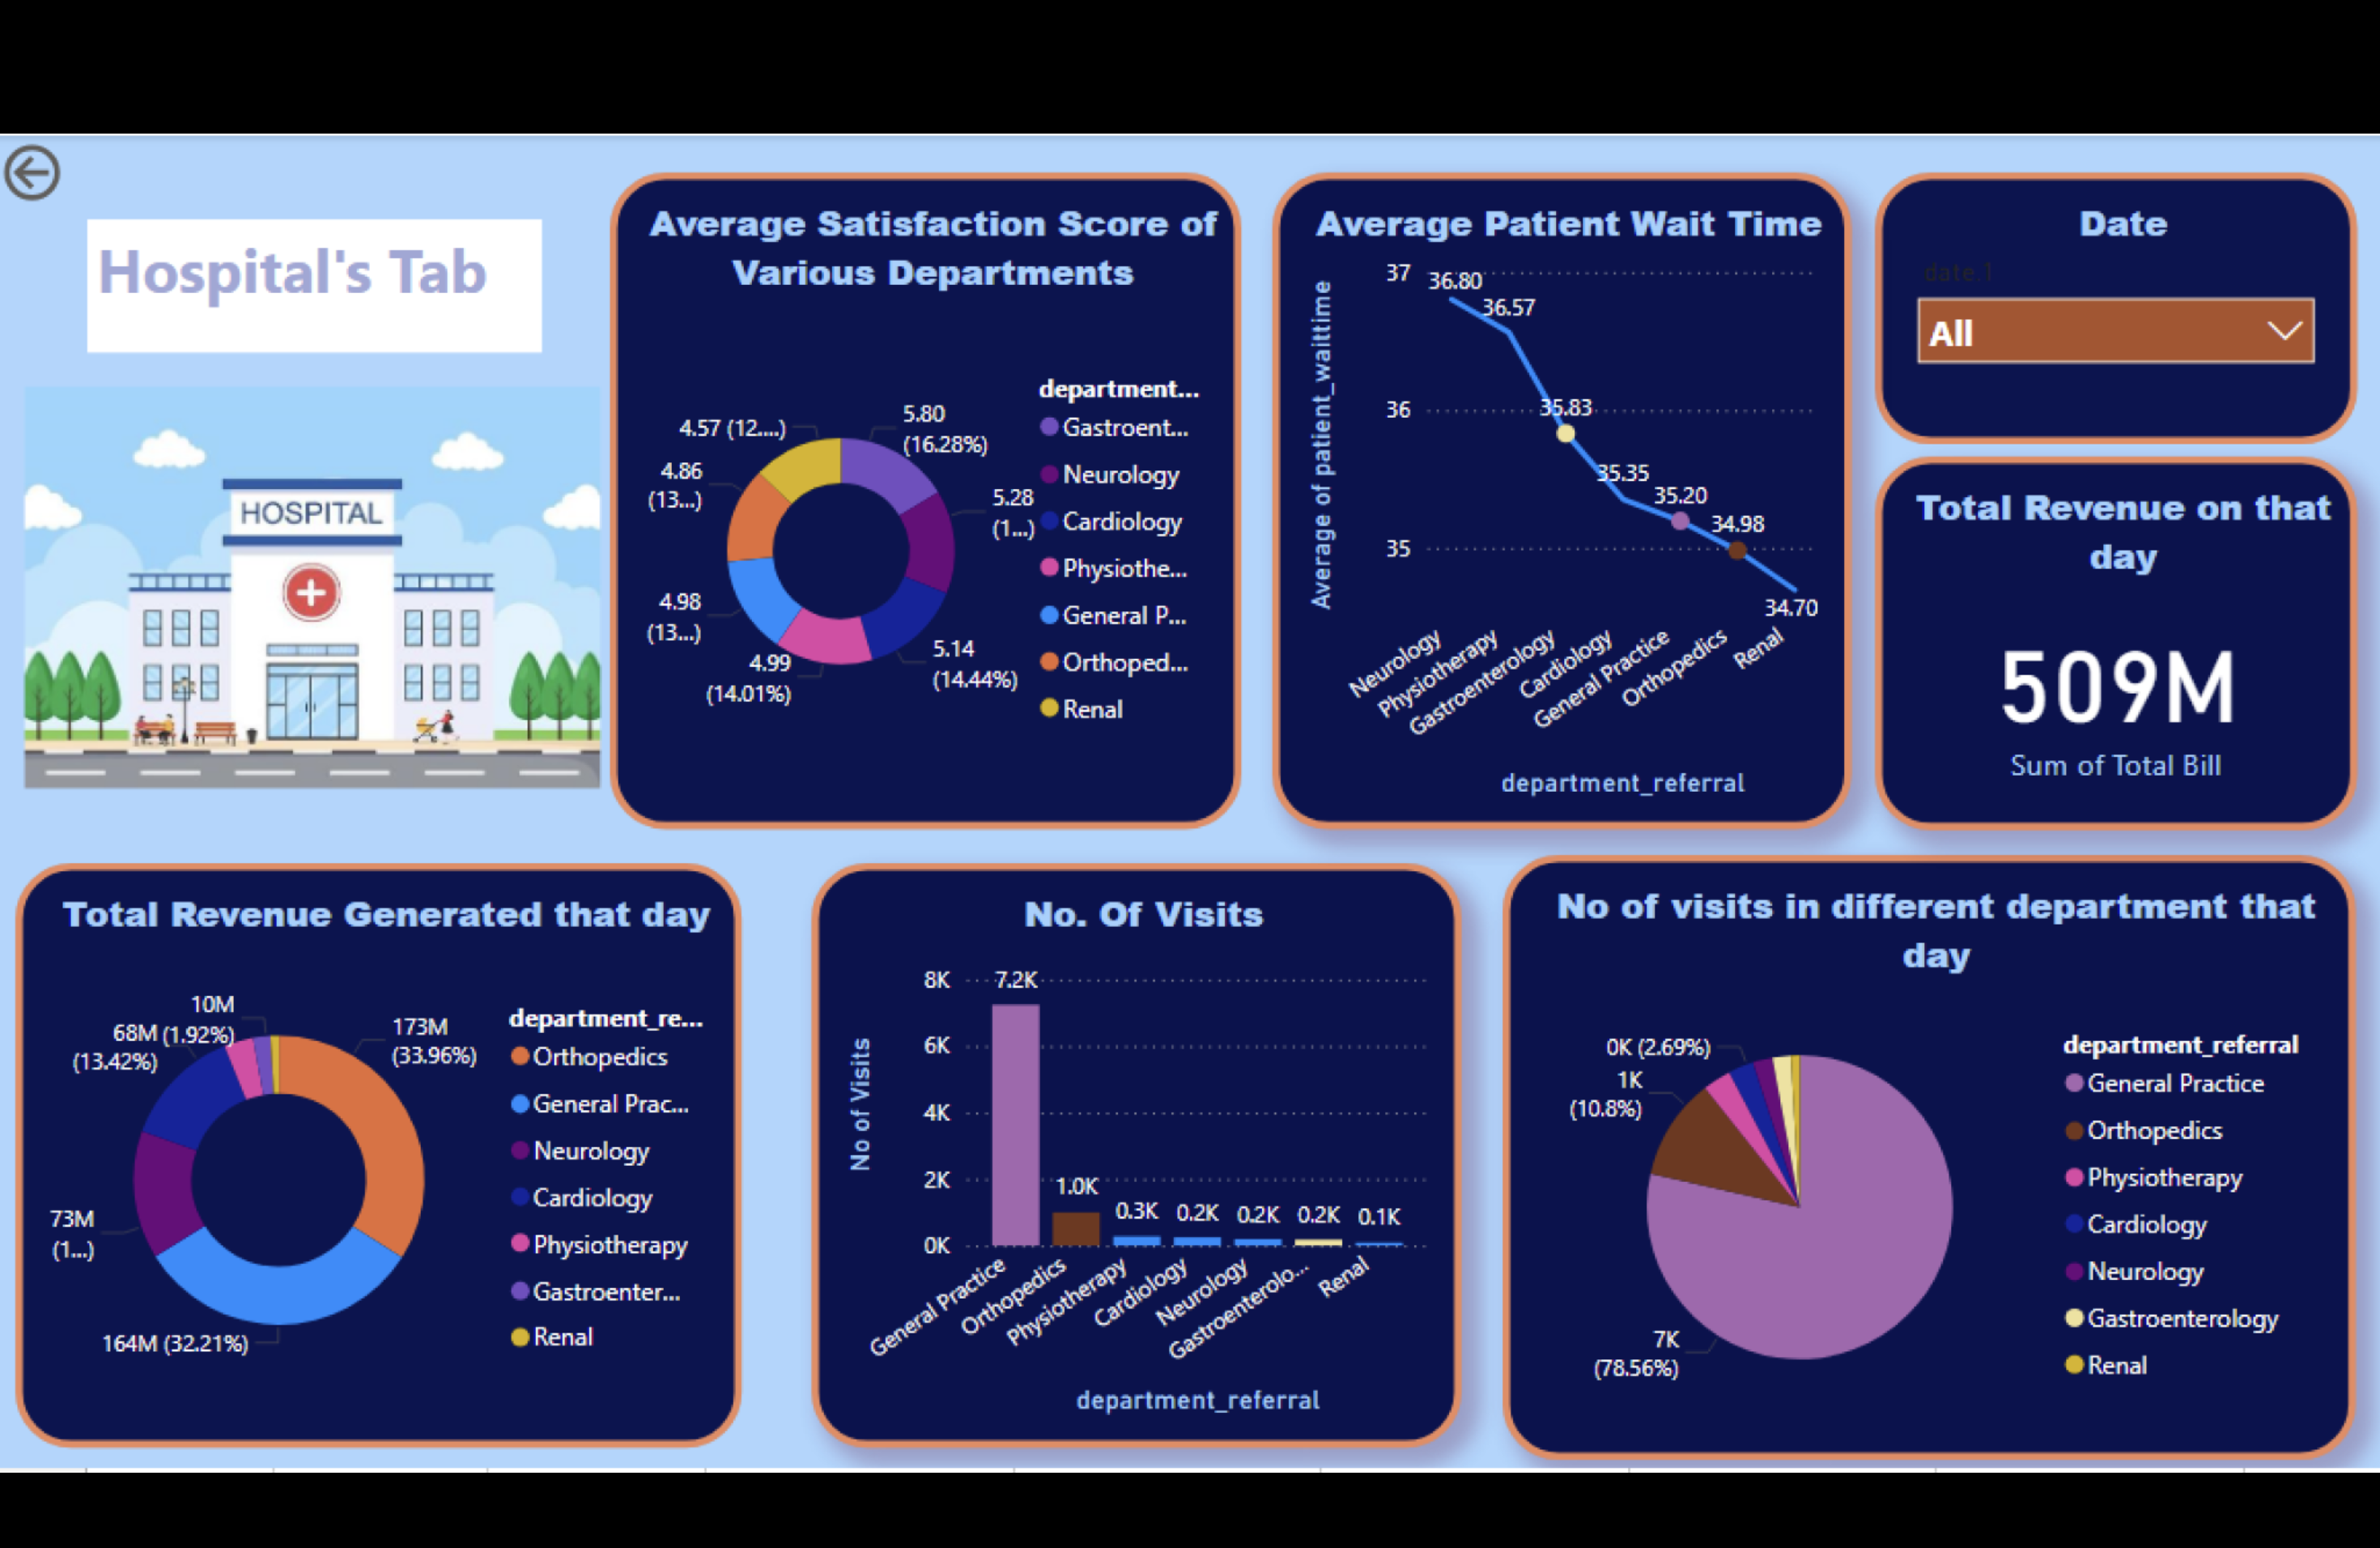 Hospital's Tab
HOSPITAL
Average Satisfaction Score of
Various Departments
4.57 (12....)
5.80
(16.28%)
4.86
(13...)
5.28
(1...)
4.98
(13...)
4.99
(14.01%)
5.14
(14.44%)
department...
Gastroent...
Neurology
Cardiology
Physiothe...
General P...
Orthoped...
Renal
Average Patient Wait Time
Average of patient_waittime
37
36
35
36.80
36.57
35.83
35.35
35.20
34.98
34.70
Neurology
Physiotherapy
Gastroenterology
Cardiology
General Practice
Orthopedics
Renal
department_referral
Date
date.1
All
Total Revenue on that
day
509M
Sum of Total Bill
Total Revenue Generated that day
10M
(1.92%)
68M
(13.42%)
173M
(33.96%)
73M
(1...)
164M (32.21%)
department_re...
Orthopedics
General Prac...
Neurology
Cardiology
Physiotherapy
Gastroenter...
Renal
No. Of Visits
No of Visits
8K
6K
4K
2K
0K
7.2K
1.0K
0.3K
0.2K
0.2K
0.2K
0.1K
General Practice
Orthopedics
Physiotherapy
Cardiology
Neurology
Gastroenterolo...
Renal
department_referral
No of visits in different department that
day
0K (2.69%)
1K
(10.8%)
7K
(78.56%)
department_referral
General Practice
Orthopedics
Physiotherapy
Cardiology
Neurology
Gastroenterology
Renal